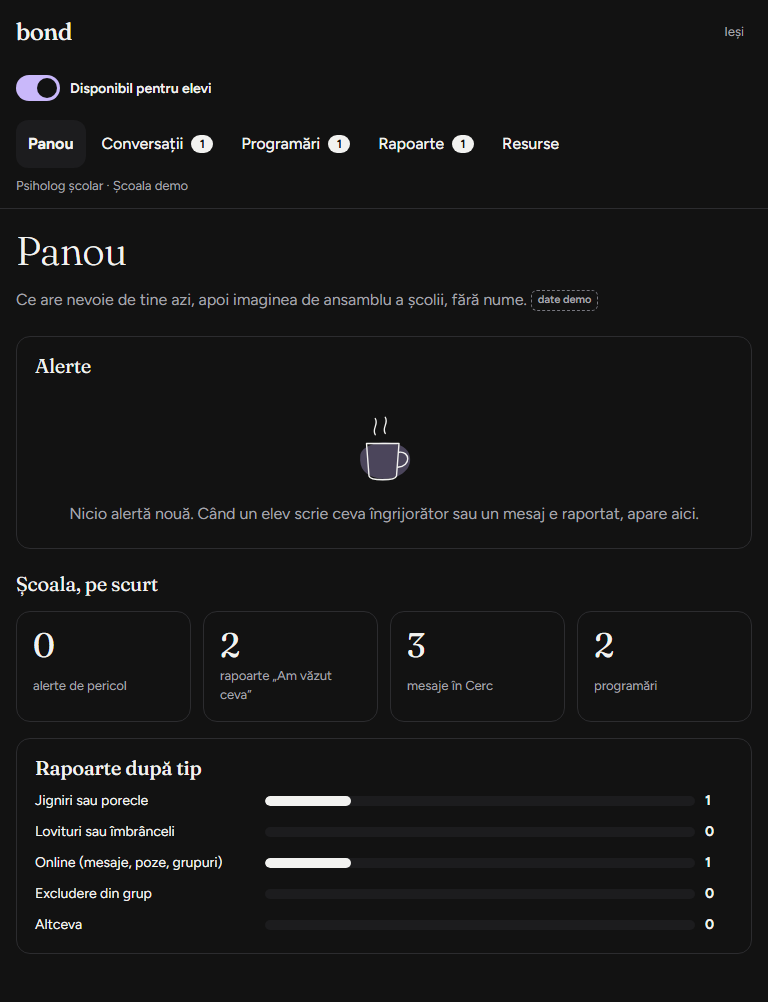 bond
Ieși
Disponibil pentru elevi
Panou
Conversații 1
Programări 1
Rapoarte 1
Resurse
Psiholog școlar · Școala demo
Panou
Ce are nevoie de tine azi, apoi imaginea de ansamblu a școlii, fără nume. date demo
Alerte
Nicio alertă nouă. Când un elev scrie ceva îngrijorător sau un mesaj e raportat, apare aici.
Școala, pe scurt
0
alerte de pericol
2
rapoarte „Am văzut
ceva”
3
mesaje în Cerc
2
programări
Rapoarte după tip
Jigniri sau porecle 1
Lovituri sau îmbrânceli 0
Online (mesaje, poze, grupuri) 1
Excludere din grup 0
Altceva 0